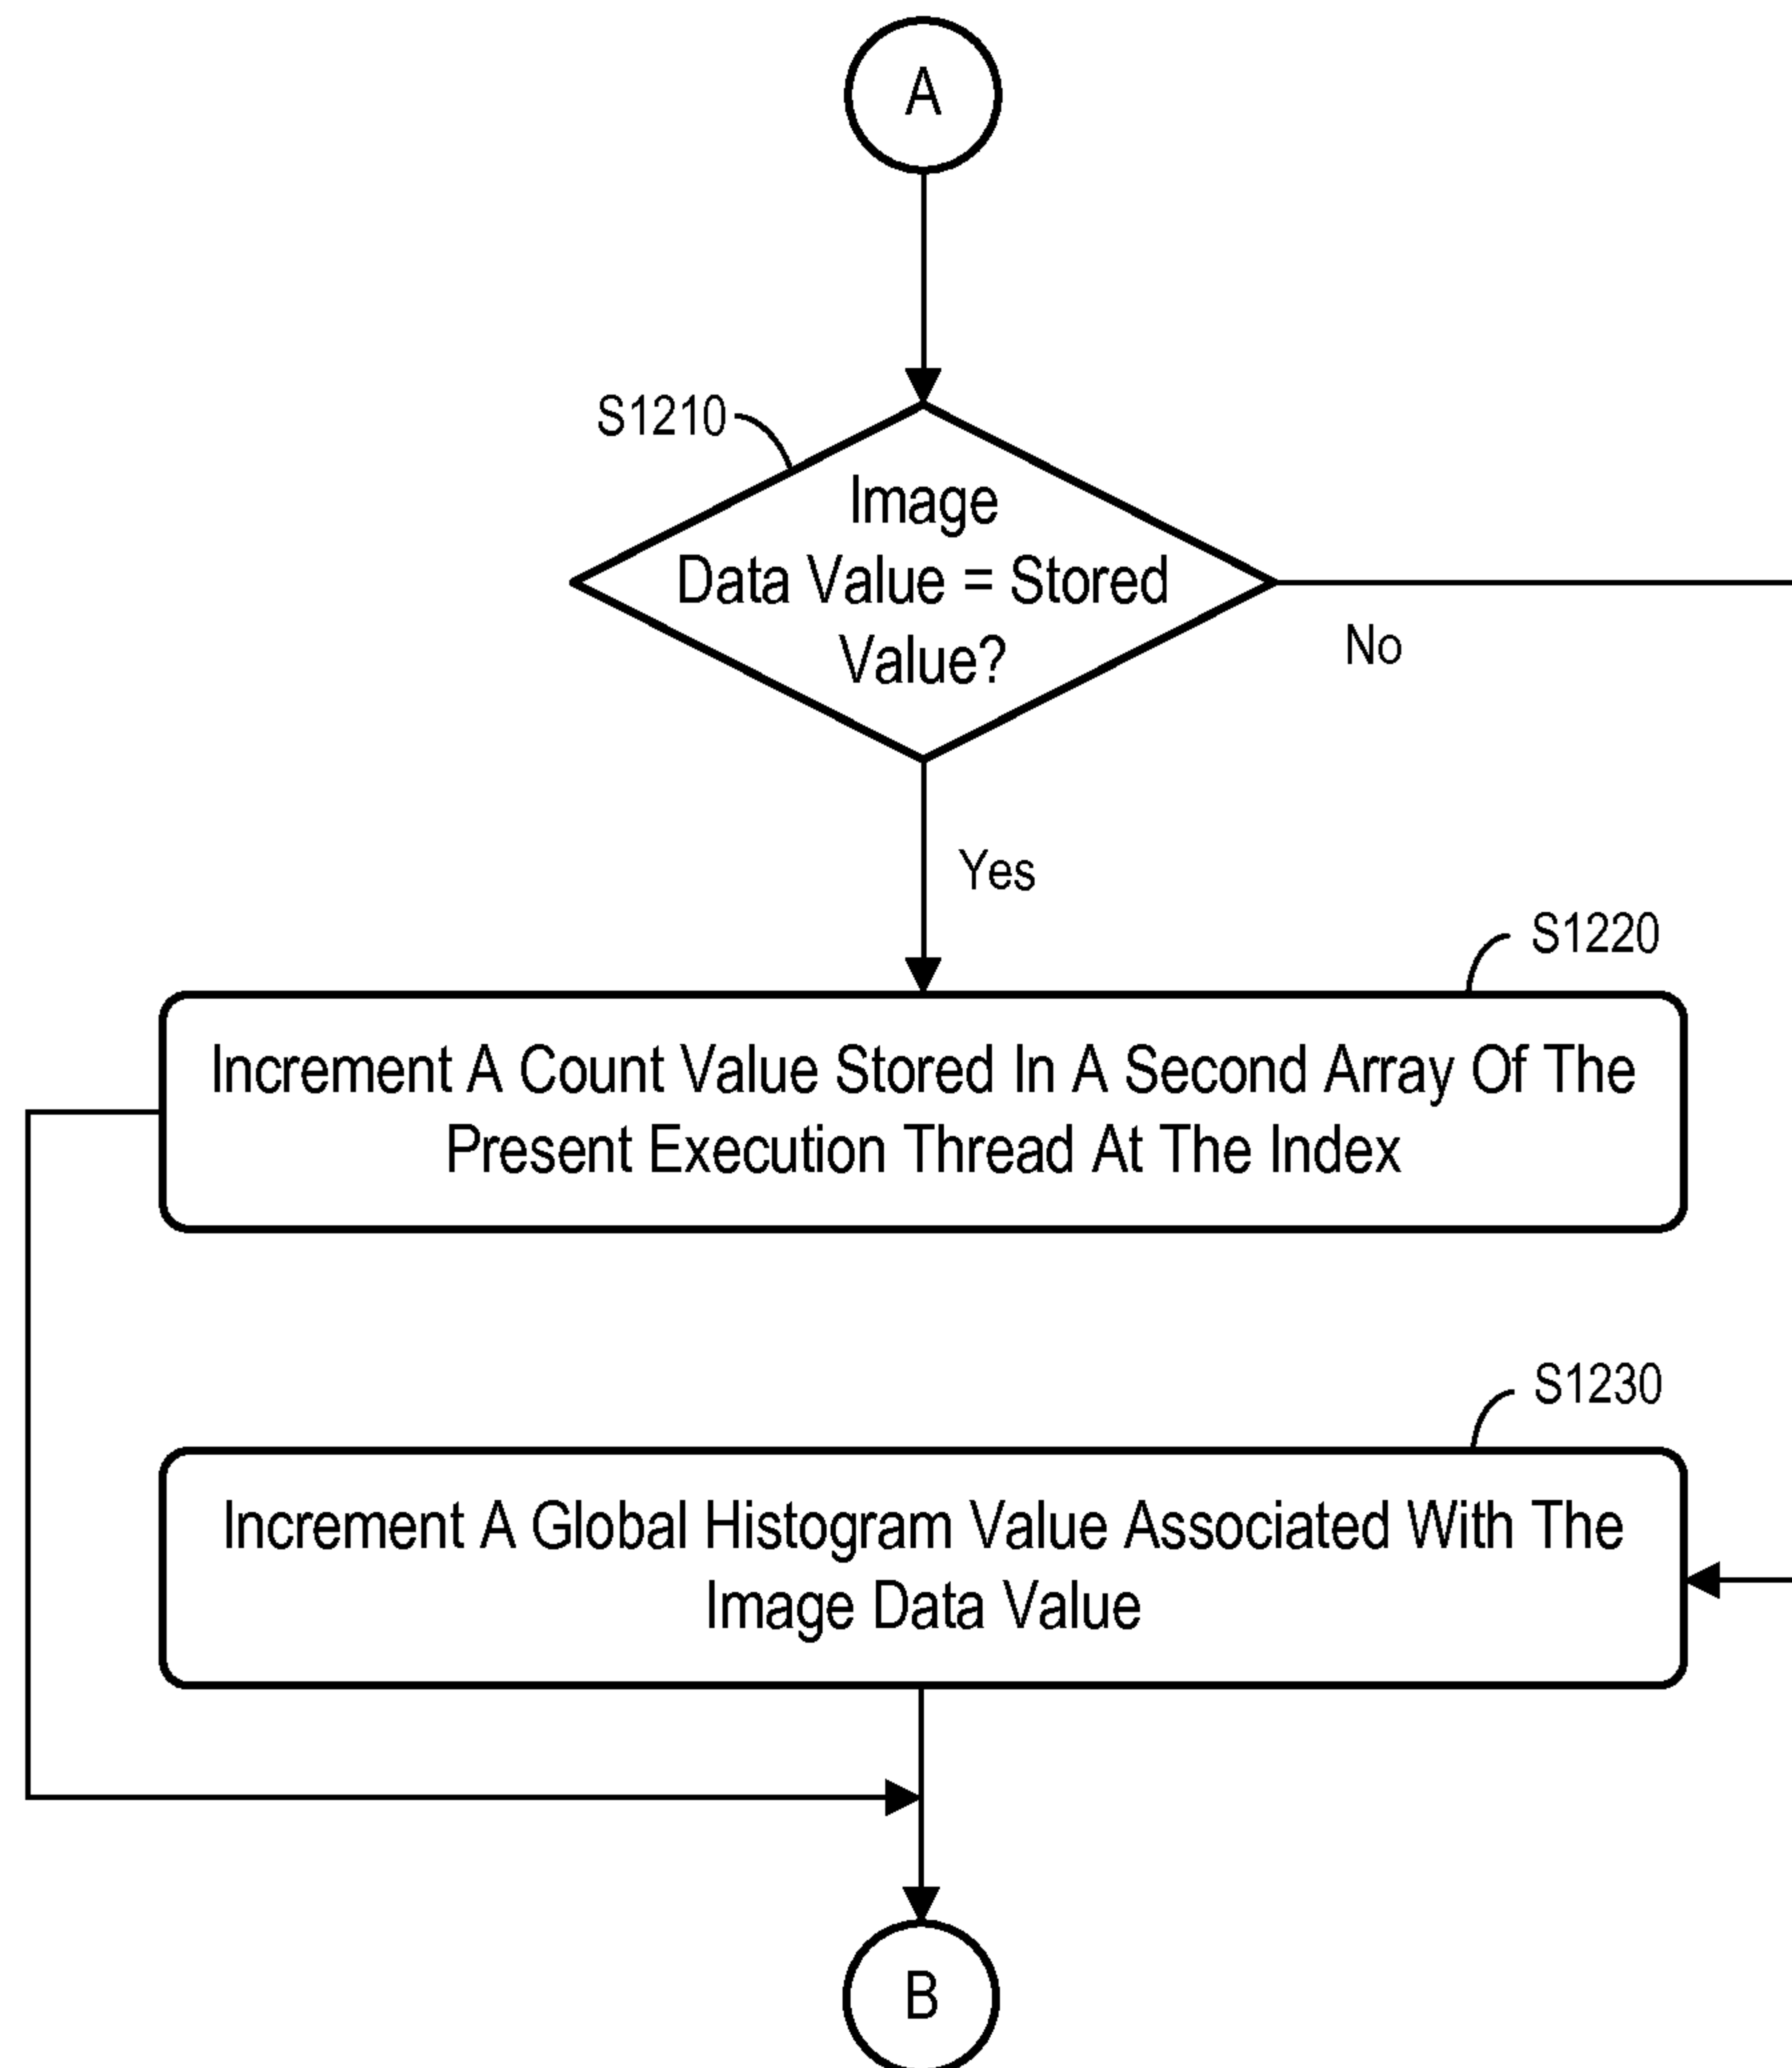 A
S1210
Image
Data Value = Stored
Value?
No
Yes
S1220
Increment A Count Value Stored In A Second Array Of The
Present Execution Thread At The Index
S1230
Increment A Global Histogram Value Associated With The
Image Data Value
B